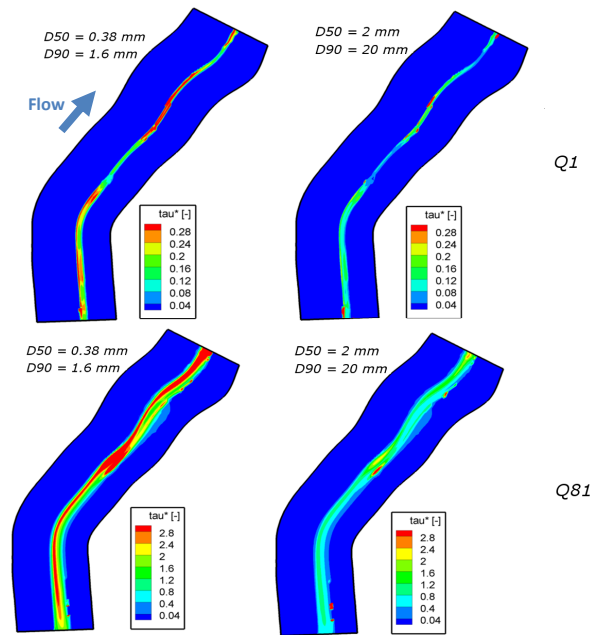 D50 = 0.38 mm
D90 = 1.6 mm
D50 = 2 mm
D90 = 20 mm
Flow
Q1
tau* [-]
0.28
0.24
0.2
0.16
0.12
0.08
0.04
tau* [-]
0.28
0.24
0.2
0.16
0.12
0.08
0.04
D50 = 0.38 mm
D90 = 1.6 mm
D50 = 2 mm
D90 = 20 mm
Q81
tau* [-]
2.8
2.4
2
1.6
1.2
0.8
0.4
0.04
tau* [-]
2.8
2.4
2
1.6
1.2
0.8
0.4
0.04